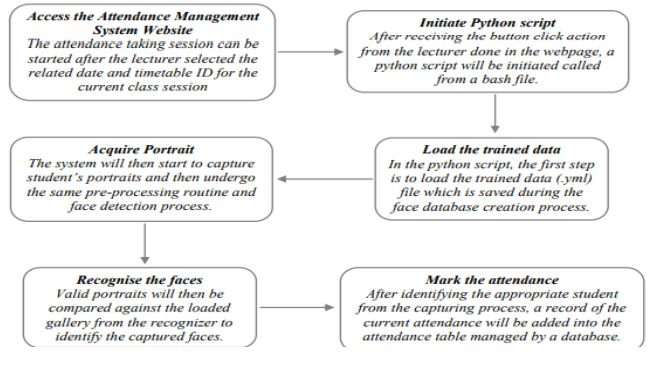 Access the Attendance Management
System Website
The attendance taking session can be
started after the lecturer selected the
related date and timetable ID for the
current class session
Initiate Python script
After receiving the button click action
from the lecturer done in the webpage, a
python script will be initiated called
from a bash file.
Load the trained data
In the python script, the first step
is to load the trained data (.yml)
file which is saved during the
face database creation process.
Acquire Portrait
The system will then start to capture
student's portraits and then undergo
the same pre-processing routine and
face detection process.
Recognise the faces
Valid portraits will then be
compared against the loaded
gallery from the recognizer to
identify the captured faces.
Mark the attendance
After identifying the appropriate student
from the capturing process, a record of the
current attendance will be added into the
attendance table managed by a database.